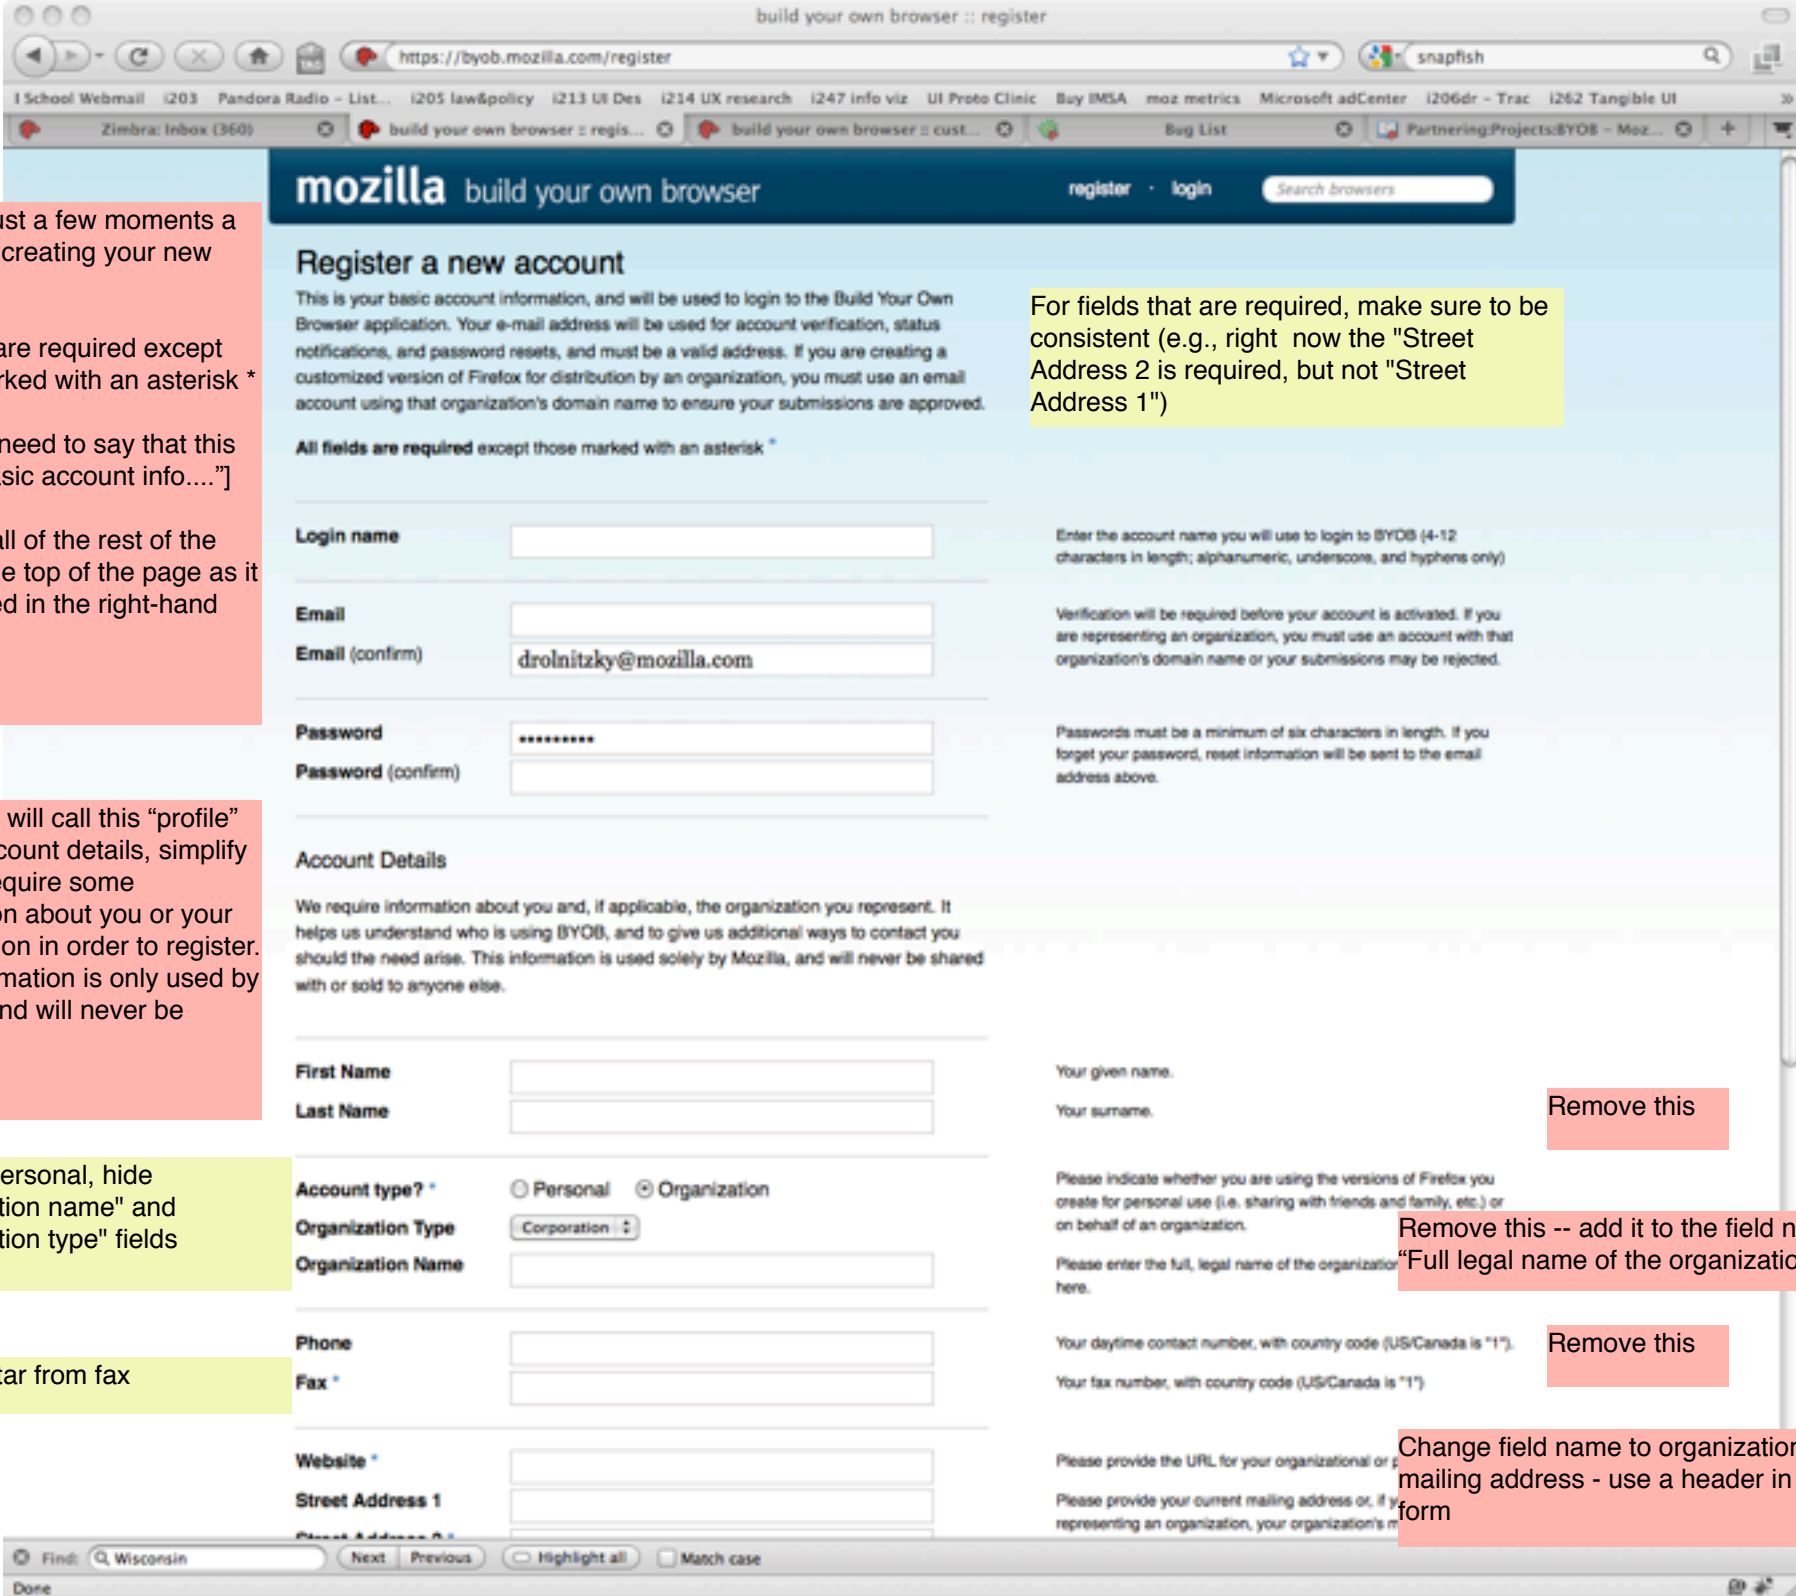 build your own browser :: register
https://byob.mozilla.com/register
snapfish
I School Webmail i203 Pandora Radio - List... i205 law&policy i213 UI Des i214 UX research i247 info viz UI Proto Clinic Buy IMSA moz metrics Microsoft adCenter i206dr - Trac i262 Tangible UI
Zimbra: Inbox (360) build your own browser :: regis... build your own browser :: cust... Bug List Partnering:Projects:BYOB - Moz...
mozilla build your own browser
register · login Search browsers
ust a few moments a
creating your new
are required except
rked with an asterisk *
need to say that this
asic account info...."]
all of the rest of the
e top of the page as it
ed in the right-hand
Register a new account
This is your basic account information, and will be used to login to the Build Your Own
Browser application. Your e-mail address will be used for account verification, status
notifications, and password resets, and must be a valid address. If you are creating a
customized version of Firefox for distribution by an organization, you must use an email
account using that organization's domain name to ensure your submissions are approved.
All fields are required except those marked with an asterisk *
For fields that are required, make sure to be
consistent (e.g., right now the "Street
Address 2 is required, but not "Street
Address 1")
Login name
Enter the account name you will use to login to BYOB (4-12
characters in length; alphanumeric, underscore, and hyphens only)
Email
Email (confirm) drolnitzky@mozilla.com
Verification will be required before your account is activated. If you
are representing an organization, you must use an account with that
organization's domain name or your submissions may be rejected.
Password •••••••••
Password (confirm)
Passwords must be a minimum of six characters in length. If you
forget your password, reset information will be sent to the email
address above.
will call this “profile”
count details, simplify
equire some
on about you or your
on in order to register.
mation is only used by
nd will never be
Account Details
We require information about you and, if applicable, the organization you represent. It
helps us understand who is using BYOB, and to give us additional ways to contact you
should the need arise. This information is used solely by Mozilla, and will never be shared
with or sold to anyone else.
First Name
Your given name.
Last Name
Your surname.
Remove this
ersonal, hide
tion name" and
tion type" fields
Account type? * Personal Organization
Organization Type Corporation
Organization Name
Please indicate whether you are using the versions of Firefox you
create for personal use (i.e. sharing with friends and family, etc.) or
on behalf of an organization.
Please enter the full, legal name of the organization
here.
Remove this -- add it to the field n
“Full legal name of the organizatio
Phone
Your daytime contact number, with country code (US/Canada is "1").
Remove this
tar from fax
Fax *
Your fax number, with country code (US/Canada is "1")
Website *
Please provide the URL for your organizational or p
Street Address 1
Please provide your current mailing address or, if y
representing an organization, your organization's m
Street Address 2 *
Change field name to organization
mailing address - use a header in
form
Find: Wisconsin Next Previous Highlight all Match case
Done